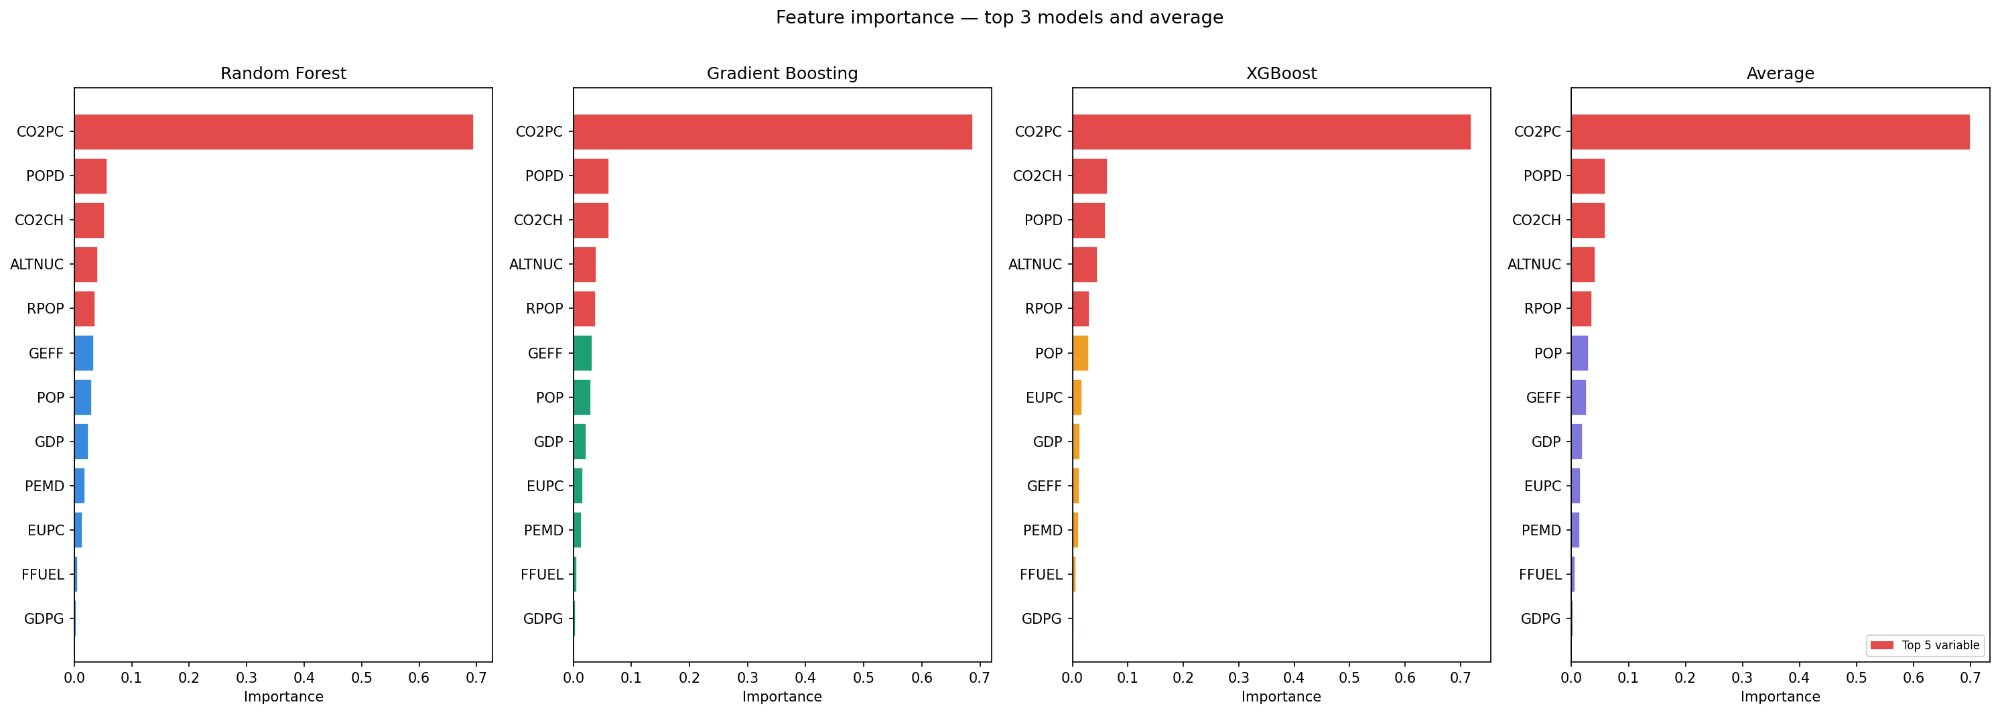 Feature importance — top 3 models and average
Random Forest
CO2PC
POPD
CO2CH
ALTNUC
RPOP
GEFF
POP
GDP
PEMD
EUPC
FFUEL
GDPG
0.0 0.1 0.2 0.3 0.4 0.5 0.6 0.7
Importance
Gradient Boosting
CO2PC
POPD
CO2CH
ALTNUC
RPOP
GEFF
POP
GDP
EUPC
PEMD
FFUEL
GDPG
0.0 0.1 0.2 0.3 0.4 0.5 0.6 0.7
Importance
XGBoost
CO2PC
CO2CH
POPD
ALTNUC
RPOP
POP
EUPC
GDP
GEFF
PEMD
FFUEL
GDPG
0.0 0.1 0.2 0.3 0.4 0.5 0.6 0.7
Importance
Average
CO2PC
POPD
CO2CH
ALTNUC
RPOP
POP
GEFF
GDP
EUPC
PEMD
FFUEL
GDPG
Top 5 variable
0.0 0.1 0.2 0.3 0.4 0.5 0.6 0.7
Importance